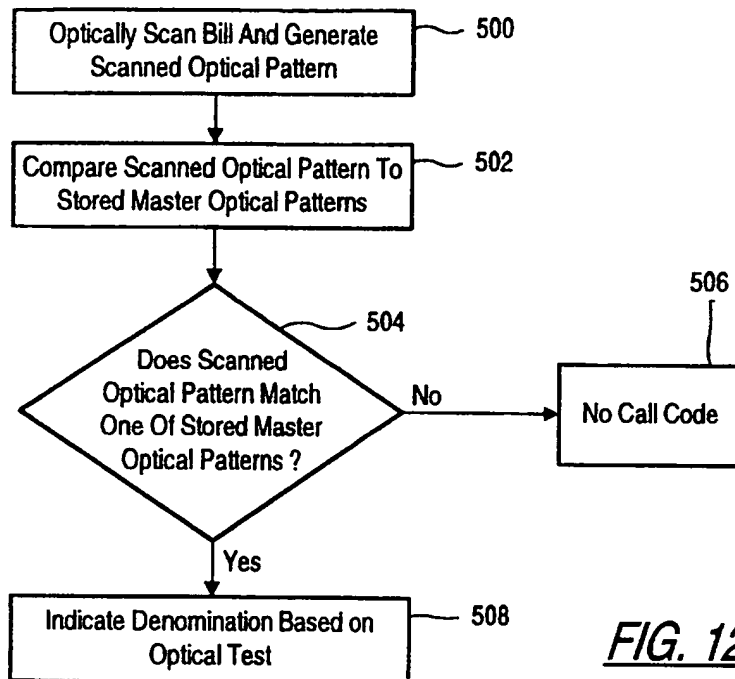 Optically Scan Bill And Generate
Scanned Optical Pattern
500
Compare Scanned Optical Pattern To
Stored Master Optical Patterns
502
504
Does Scanned
Optical Pattern Match
One Of Stored Master
Optical Patterns ?
No
506
No Call Code
Yes
Indicate Denomination Based on
Optical Test
508
FIG. 12